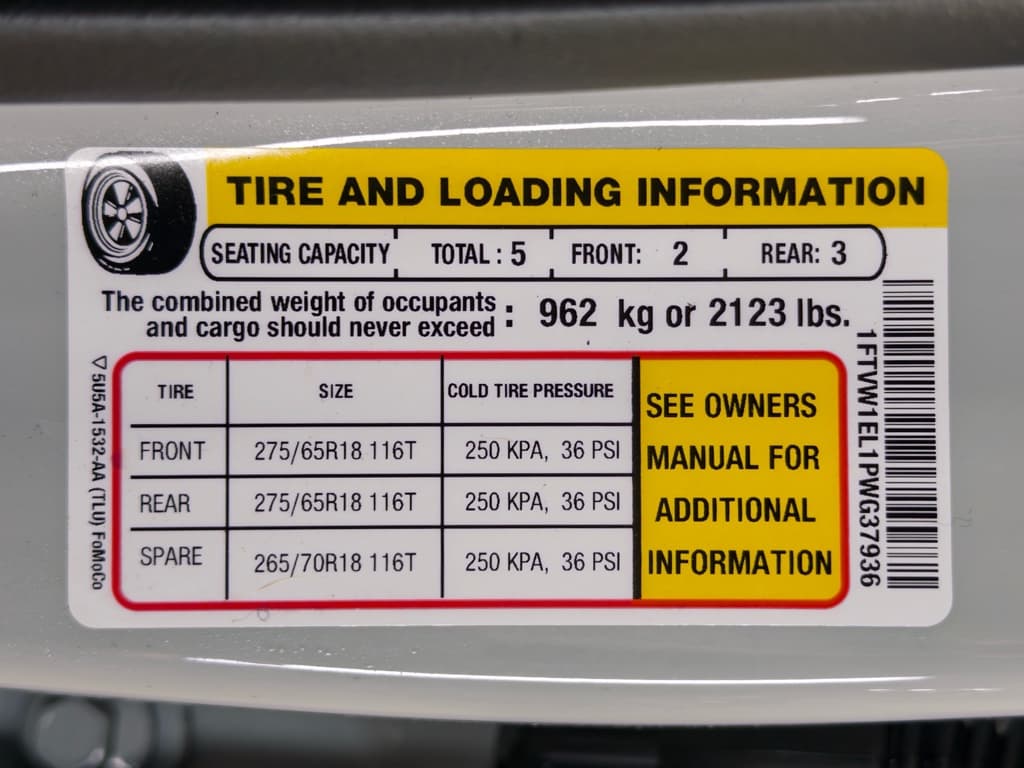 TIRE AND LOADING INFORMATION
SEATING CAPACITY TOTAL : 5 FRONT: 2 REAR: 3
The combined weight of occupants
and cargo should never exceed : 962 kg or 2123 lbs.
TIRE SIZE COLD TIRE PRESSURE
FRONT 275/65R18 116T 250 KPA, 36 PSI
REAR 275/65R18 116T 250 KPA, 36 PSI
SPARE 265/70R18 116T 250 KPA, 36 PSI
SEE OWNERS
MANUAL FOR
ADDITIONAL
INFORMATION
1FTVW1EL1PWG37936
5U5A-1532-AA (TLU) FoMoCo